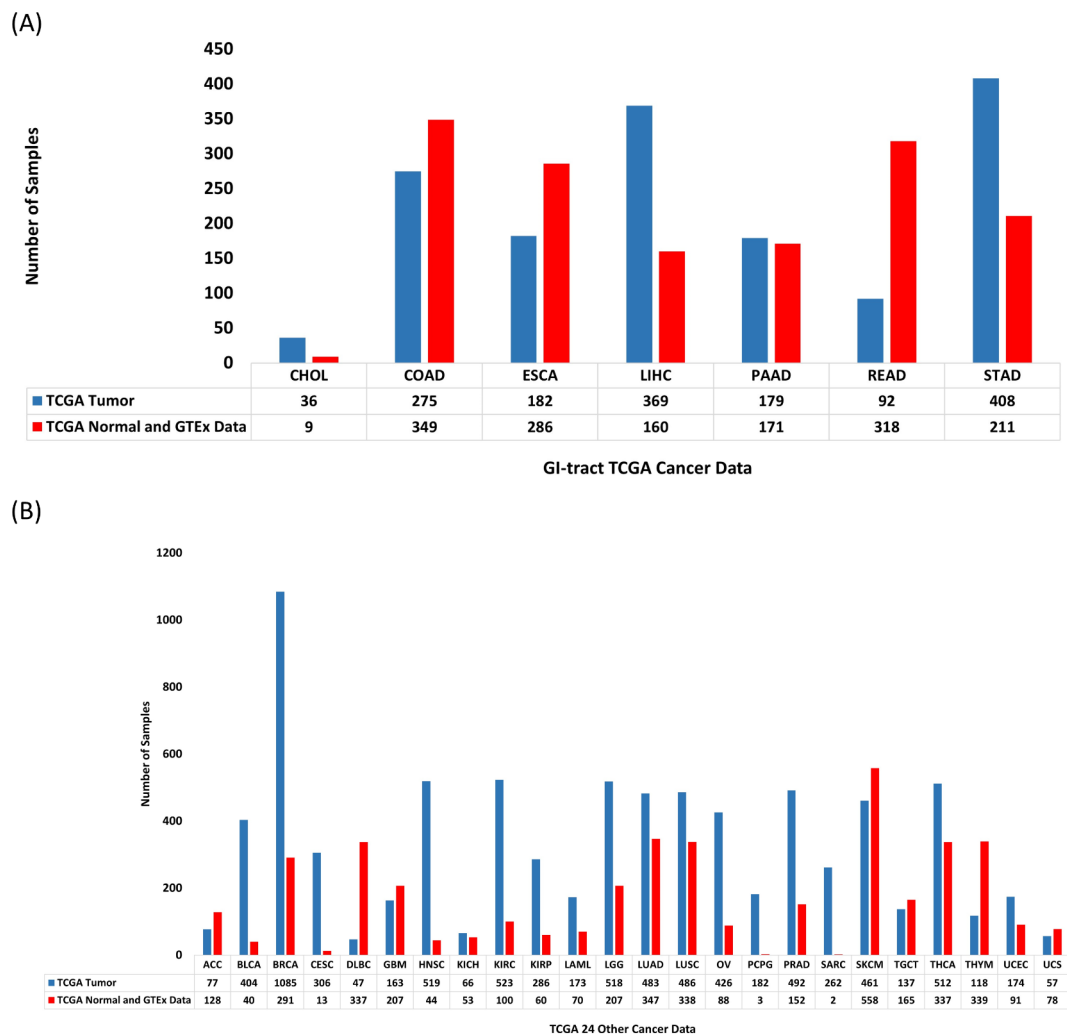 (A)
450
400
350
300
250
200
150
100
50
0
Number of Samples
CHOL COAD ESCA LIHC PAAD READ STAD
TCGA Tumor 36 275 182 369 179 92 408
TCGA Normal and GTEx Data 9 349 286 160 171 318 211
GI-tract TCGA Cancer Data
(B)
1200
1000
800
600
400
200
0
Number of Samples
ACC BLCA BRCA CESC DLBC GBM HNSC KICH KIRC KIRP LAML LGG LUAD LUSC OV PCPG PRAD SARC SKCM TGCT THCA THYM UCEC UCS
TCGA Tumor 77 404 1085 306 47 163 519 66 523 286 173 518 483 486 426 182 492 262 461 137 512 118 174 57
TCGA Normal and GTEx Data 128 40 291 13 337 207 44 53 100 60 70 207 347 338 88 3 152 2 558 165 337 339 91 78
TCGA 24 Other Cancer Data